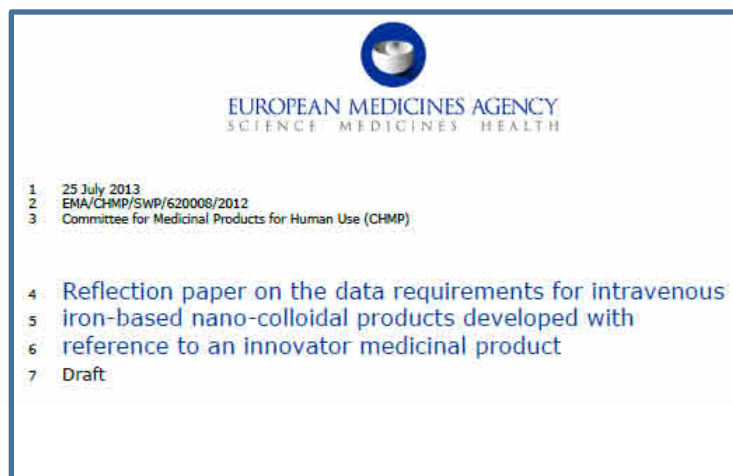 EUROPEAN MEDICINES AGENCY
SCIENCE MEDICINES HEALTH
1 25 July 2013
2 EMA/CHMP/SWP/620008/2012
3 Committee for Medicinal Products for Human Use (CHMP)
4 Reflection paper on the data requirements for intravenous
5 iron-based nano-colloidal products developed with
6 reference to an innovator medicinal product
7 Draft